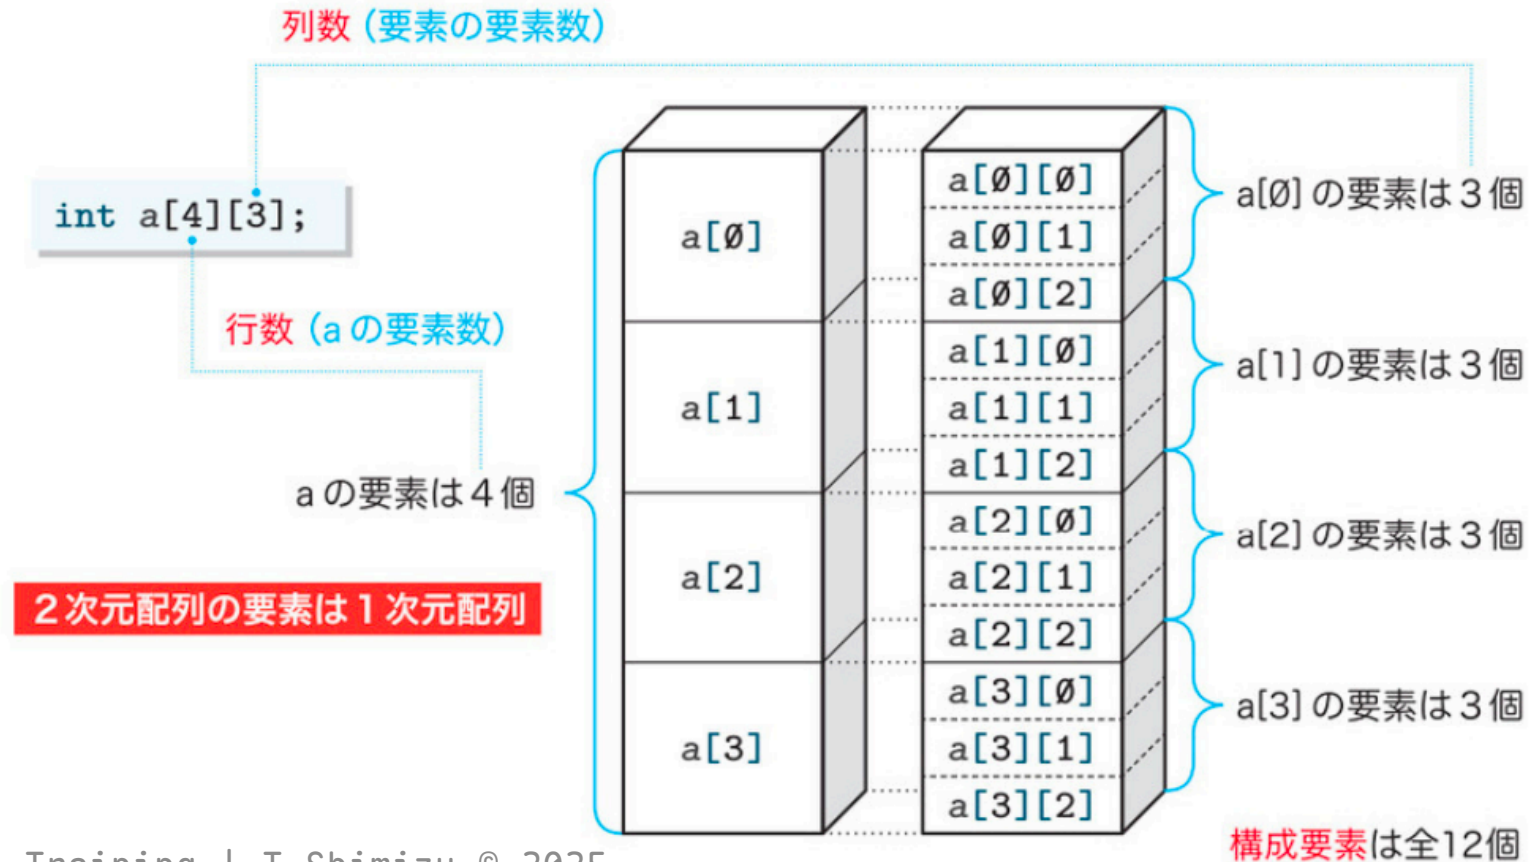 列数（要素の要素数）
int a[4][3];
行数（aの要素数）
aの要素は４個
２次元配列の要素は１次元配列
a[0]
a[1]
a[2]
a[3]
a[0][0]
a[0][1]
a[0][2]
a[1][0]
a[1][1]
a[1][2]
a[2][0]
a[2][1]
a[2][2]
a[3][0]
a[3][1]
a[3][2]
a[0] の要素は３個
a[1] の要素は３個
a[2] の要素は３個
a[3] の要素は３個
構成要素は全12個
Training | T Shimizu © 2025